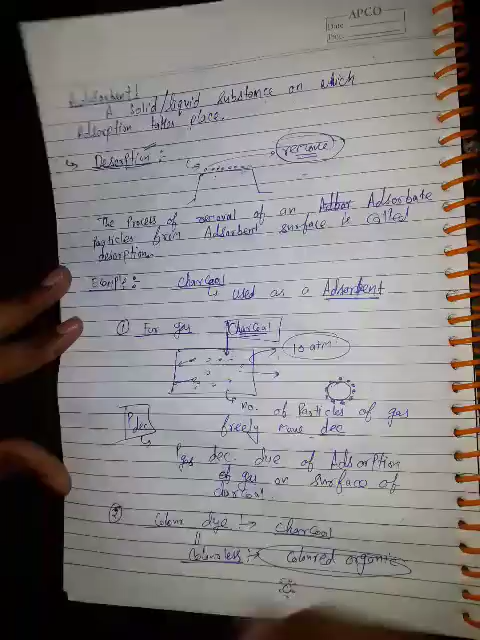 APCO
Date
Adsorbent:
A Solid/Liquid substance on which
Adsorption takes place.
Desorption :
remove
The Process of removal of an Adsorbate
Particles from Adsorbent surface is called
desorption.
Example:
Charcoal
used as a Adsorbent
① For gas
Charcoal
10 atm
no. of Particles of gas
freely move dec
P dec
P gas dec. due of Adsorption
of gas on surface of
charcoal.
② Colour dye → Charcoal
Colourless → Coloured organic